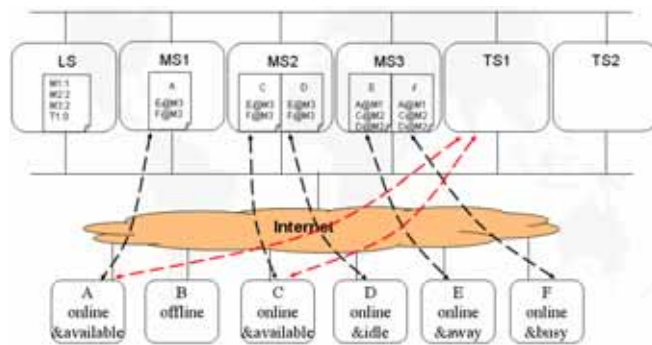 LS
MS1
MS2
MS3
TS1
TS2
M1:1
M2:2
M3:2
T1:0
A
E@M3
F@M3
C
E@M3
F@M3
D
E@M3
F@M3
E
A@M1
C@M2
D@M2
F
A@M1
C@M2
D@M2
Internet
A
online
&available
B
offline
C
online
&available
D
online
&idle
E
online
&away
F
online
&busy